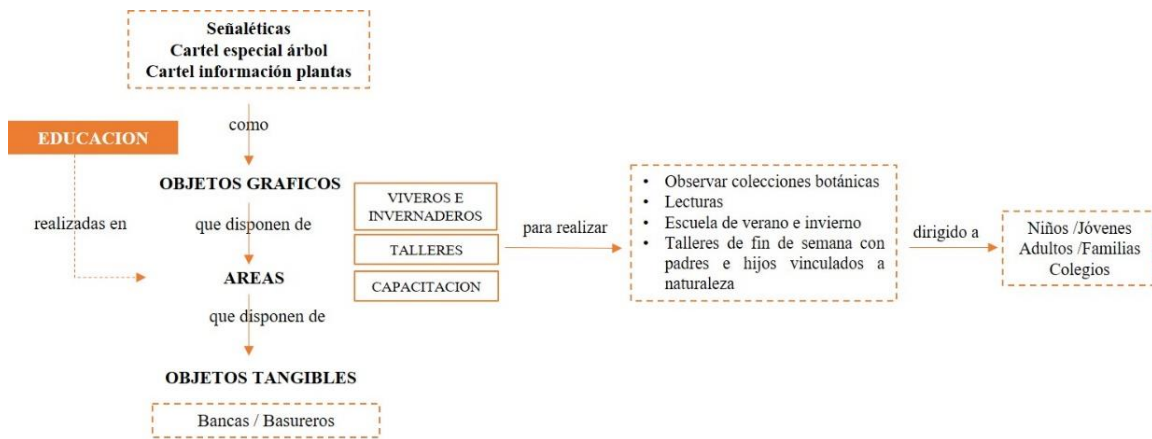 Señaléticas
Cartel especial árbol
Cartel información plantas
como
EDUCACION
OBJETOS GRAFICOS
realizadas en
que disponen de
AREAS
que disponen de
OBJETOS TANGIBLES
Bancas / Basureros
VIVEROS E
INVERNADEROS
TALLERES
CAPACITACION
para realizar
• Observar colecciones botánicas
• Lecturas
• Escuela de verano e invierno
• Talleres de fin de semana con
padres e hijos vinculados a
naturaleza
dirigido a
Niños /Jóvenes
Adultos /Familias
Colegios